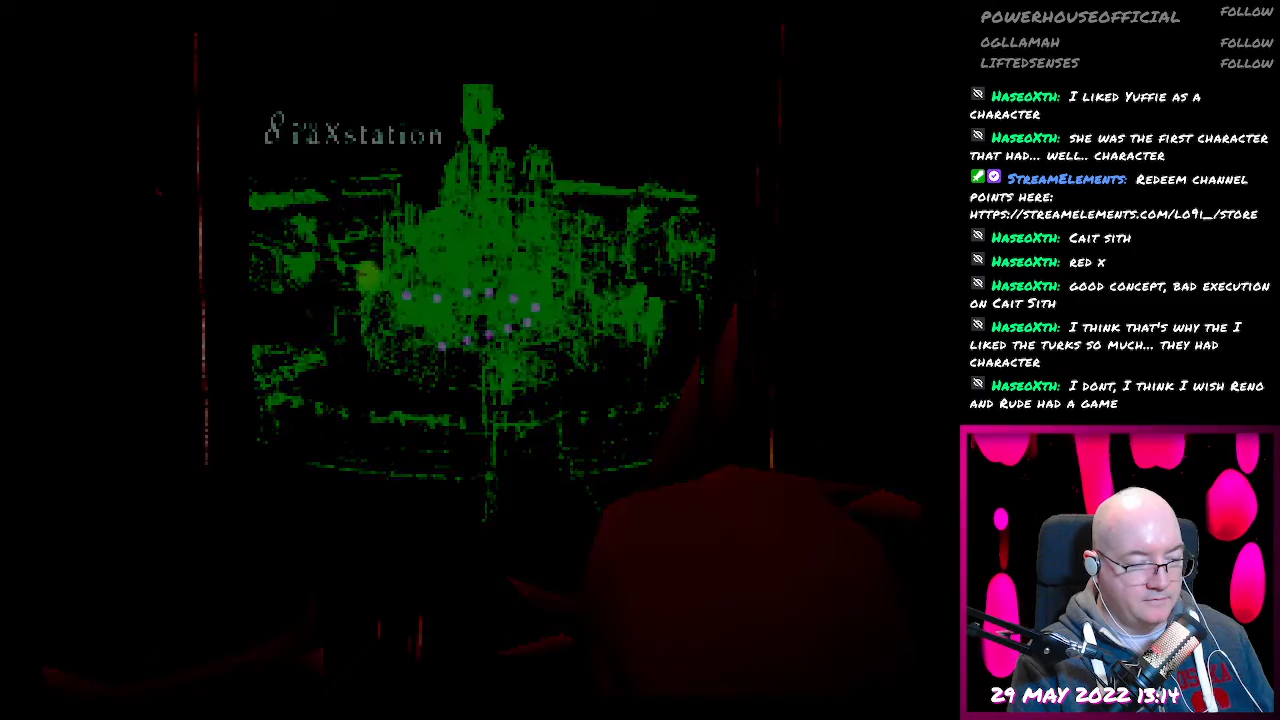 POWERHOUSEOFFICIAL FOLLOW
OGLLAMAH FOLLOW
LIFTEDSENSES FOLLOW
HASEOXTH: I LIKED YUFFIE AS A
CHARACTER
HASEOXTH: SHE WAS THE FIRST CHARACTER
THAT HAD... WELL.. CHARACTER
STREAMELEMENTS: REDEEM CHANNEL
POINTS HERE:
HTTPS://STREAMELEMENTS.COM/LO9I_/STORE
HASEOXTH: CAIT SITH
HASEOXTH: RED X
HASEOXTH: GOOD CONCEPT, BAD EXECUTION
ON CAIT SITH
HASEOXTH: I THINK THAT'S WHY THE I
LIKED THE TURKS SO MUCH... THEY HAD
CHARACTER
HASEOXTH: I DONT, I THINK I WISH RENO
AND RUDE HAD A GAME
29 MAY 2022 13:14